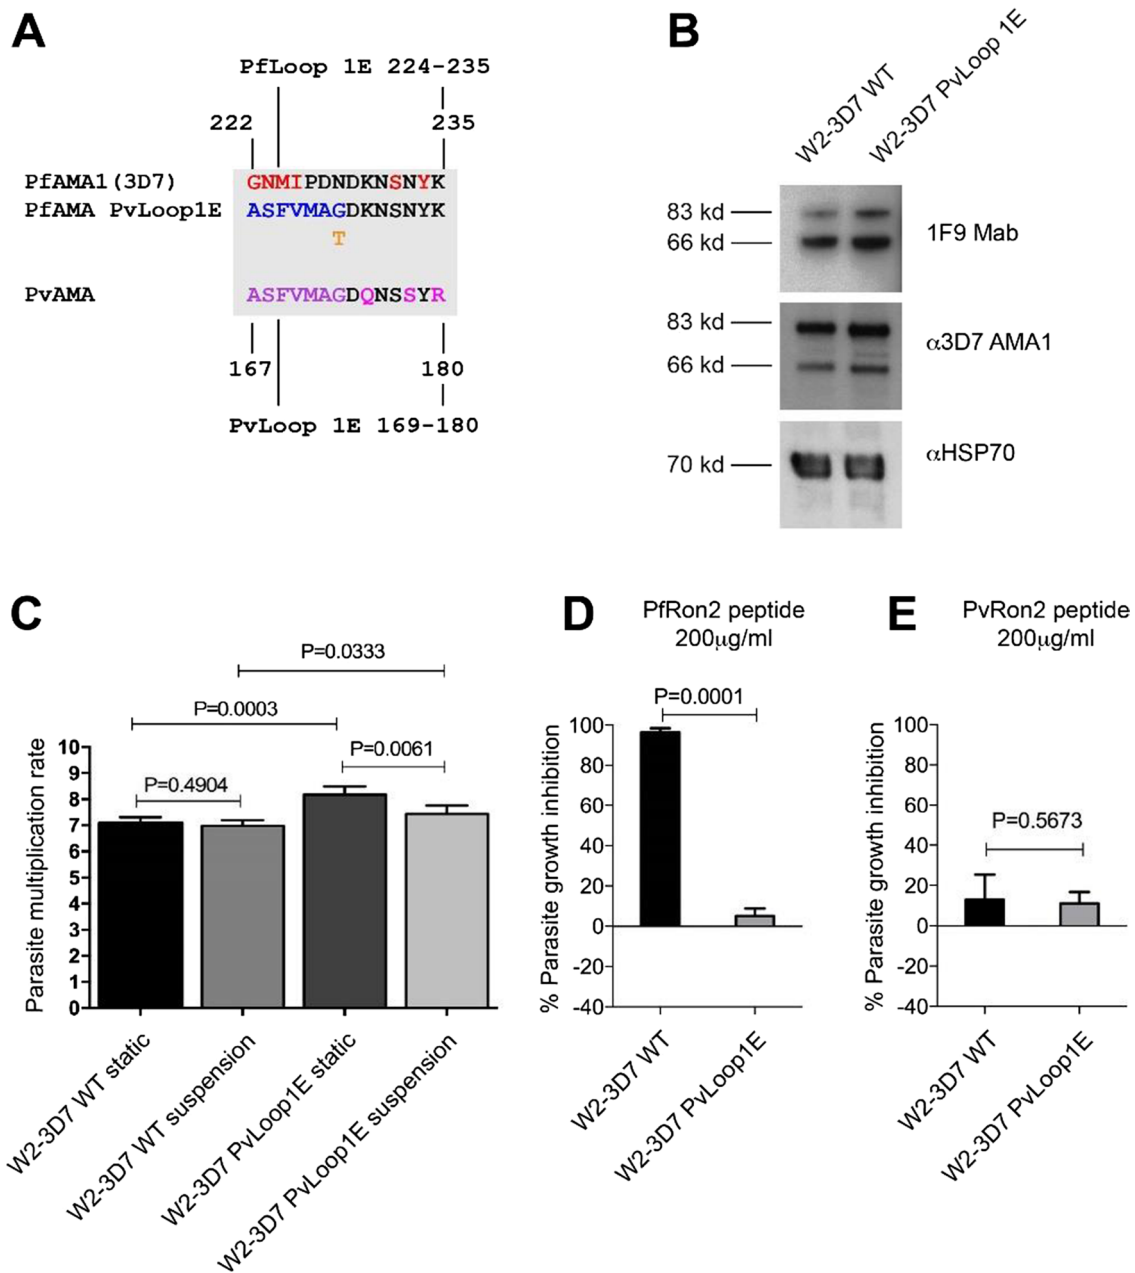 A
PfLoop 1E 224-235
222 235
PfAMA1(3D7) GNMIPDNDKNSNYK
PfAMA PvLoop1E ASFVMAGDKNSNYK
T
PvAMA ASFVMAGDQNSSYR
167 180
PvLoop 1E 169-180
B
W2-3D7 WT
W2-3D7 PvLoop 1E
83 kd
66 kd
1F9 Mab
83 kd
66 kd
α3D7 AMA1
70 kd
αHSP70
C
P=0.0333
P=0.0003
P=0.0061
P=0.4904
Parasite multiplication rate
10
9
8
7
6
5
4
3
2
1
0
W2-3D7 WT static
W2-3D7 WT suspension
W2-3D7 PvLoop1E static
W2-3D7 PvLoop1E suspension
D
PfRon2 peptide
200µg/ml
P=0.0001
% Parasite growth inhibition
100
80
60
40
20
0
-20
-40
W2-3D7 WT
W2-3D7 PvLoop1E
E
PvRon2 peptide
200µg/ml
P=0.5673
% Parasite growth inhibition
100
80
60
40
20
0
-20
-40
W2-3D7 WT
W2-3D7 PvLoop1E